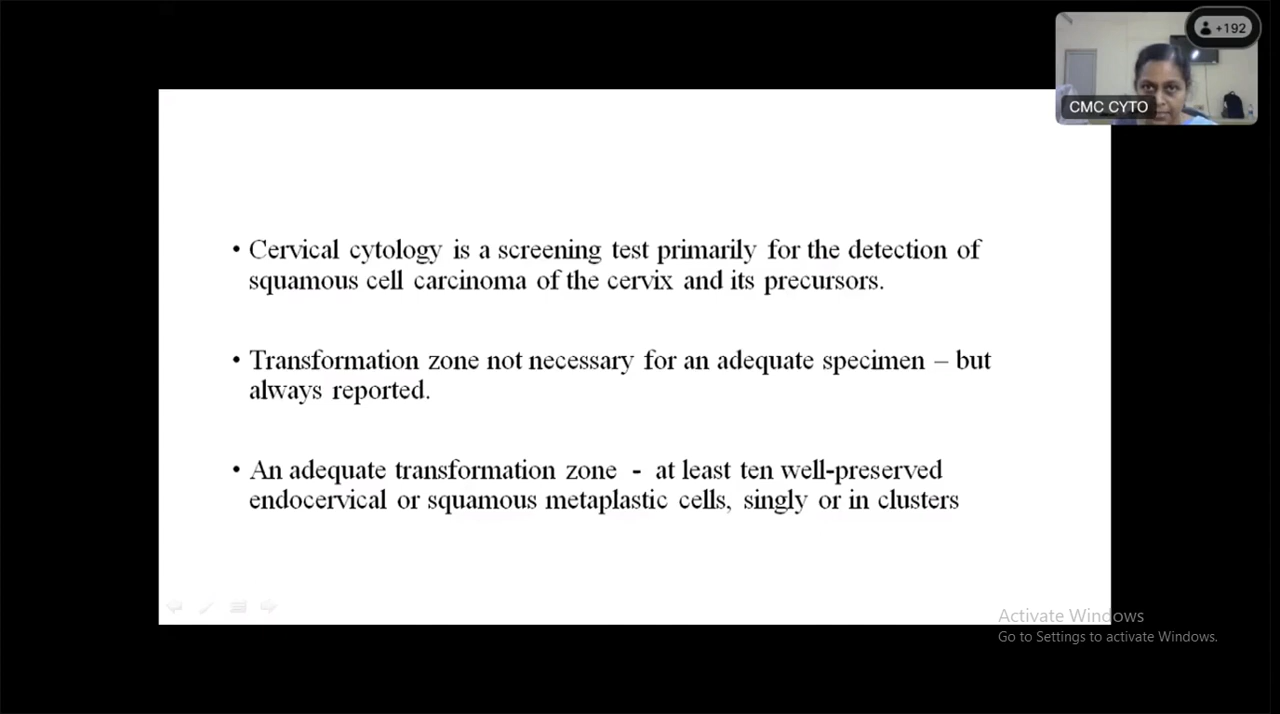 +192
CMC CYTO
• Cervical cytology is a screening test primarily for the detection of
squamous cell carcinoma of the cervix and its precursors.
• Transformation zone not necessary for an adequate specimen – but
always reported.
• An adequate transformation zone - at least ten well-preserved
endocervical or squamous metaplastic cells, singly or in clusters
Activate Windows
Go to Settings to activate Windows.